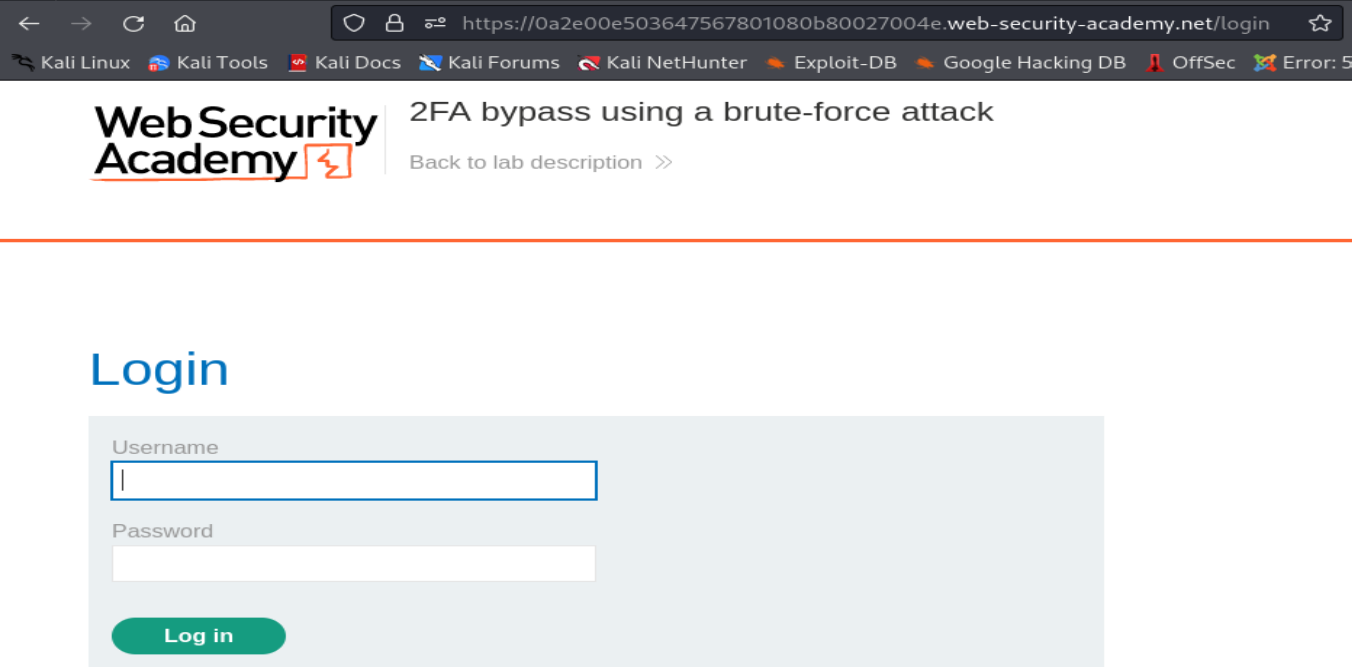 https://0a2e00e503647567801080b80027004e.web-security-academy.net/login
Kali Linux Kali Tools Kali Docs Kali Forums Kali NetHunter Exploit-DB Google Hacking DB OffSec Error: 5
Web Security
Academy
2FA bypass using a brute-force attack
Back to lab description
Login
Username
Password
Log in